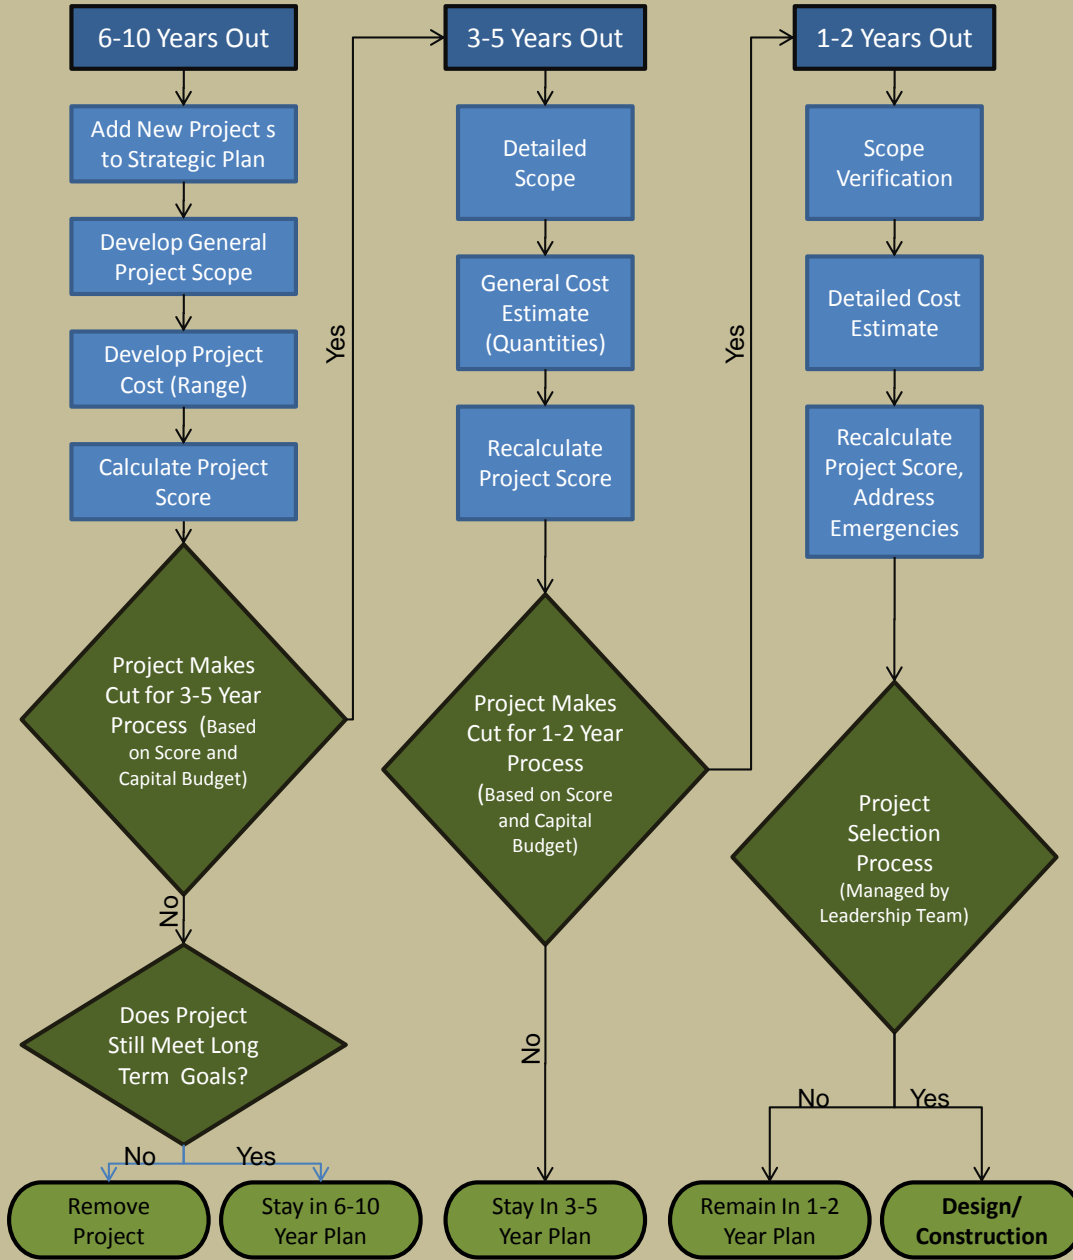 6-10 Years Out
Add New Project s
to Strategic Plan
Develop General
Project Scope
Develop Project
Cost (Range)
Calculate Project
Score
Project Makes
Cut for 3-5 Year
Process (Based
on Score and
Capital Budget)
Yes
No
Does Project
Still Meet Long
Term Goals?
No
Yes
Remove
Project
Stay in 6-10
Year Plan
3-5 Years Out
Detailed
Scope
General Cost
Estimate
(Quantities)
Recalculate
Project Score
Project Makes
Cut for 1-2 Year
Process
(Based on Score
and Capital
Budget)
Yes
No
Stay In 3-5
Year Plan
1-2 Years Out
Scope
Verification
Detailed Cost
Estimate
Recalculate
Project Score,
Address
Emergencies
Project
Selection
Process
(Managed by
Leadership Team)
No
Yes
Remain In 1-2
Year Plan
Design/
Construction